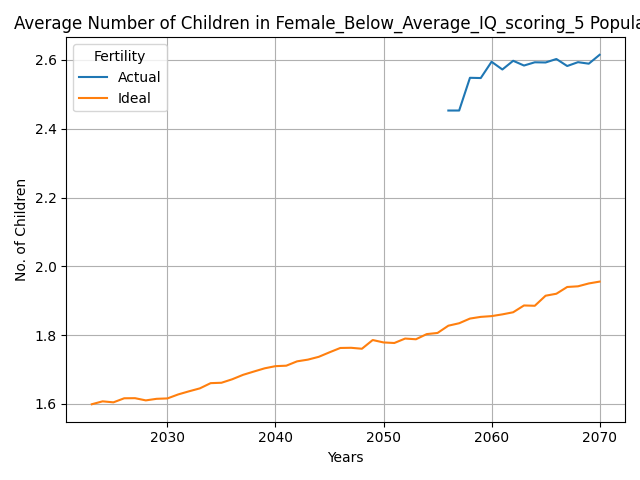 Average Number of Children in Female_Below_Average_IQ_scoring_5 Popula
Fertility
Actual
Ideal
No. of Children
2.6
2.4
2.2
2.0
1.8
1.6
2030 2040 2050 2060 2070
Years